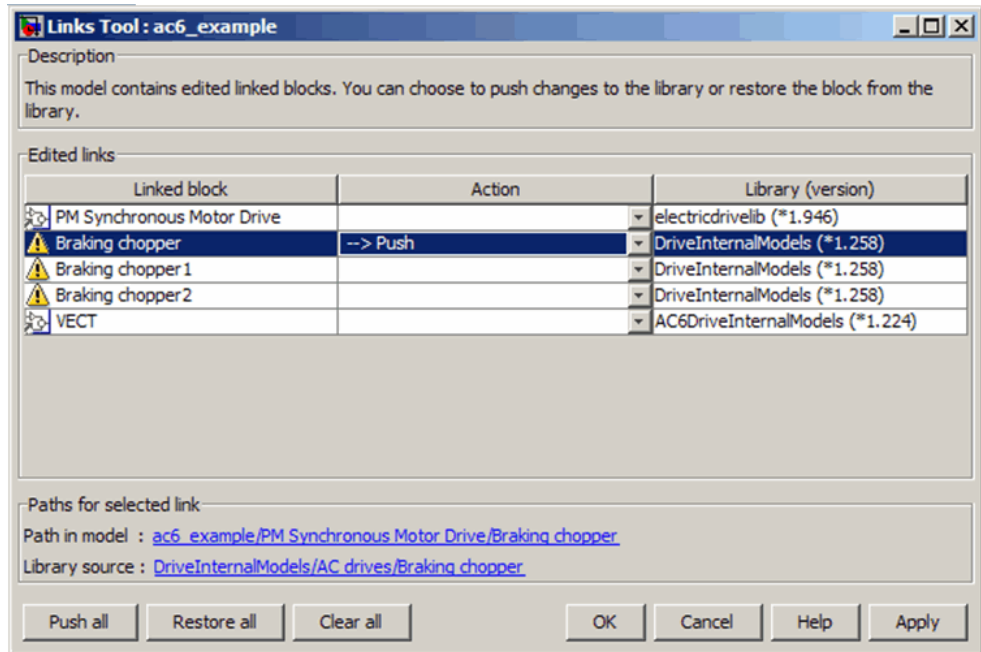 Links Tool : ac6_example
Description
This model contains edited linked blocks. You can choose to push changes to the library or restore the block from the
library.
Edited links
Linked block Action Library (version)
PM Synchronous Motor Drive electricdrivelib (*1.946)
Braking chopper --> Push DriveInternalModels (*1.258)
Braking chopper1 DriveInternalModels (*1.258)
Braking chopper2 DriveInternalModels (*1.258)
VECT AC6DriveInternalModels (*1.224)
Paths for selected link
Path in model : ac6_example/PM Synchronous Motor Drive/Braking chopper
Library source : DriveInternalModels/AC drives/Braking chopper
Push all Restore all Clear all OK Cancel Help Apply